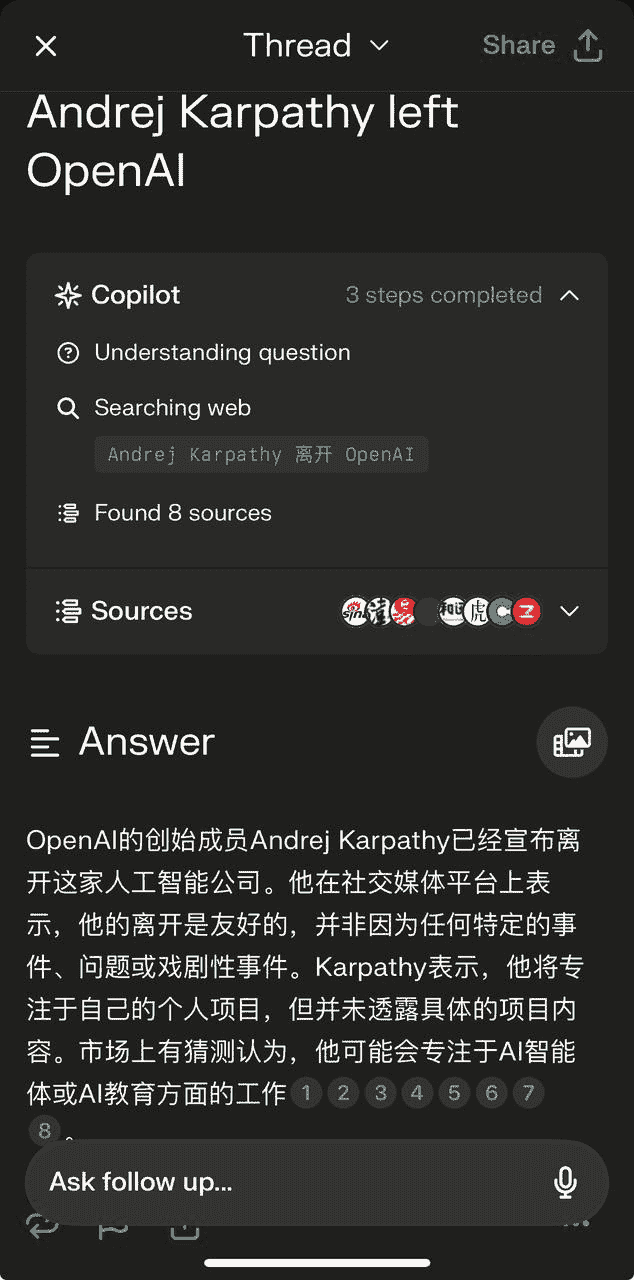 Thread
Share
Andrej Karpathy left
OpenAI
Copilot
3 steps completed
Understanding question
Searching web
Andrej Karpathy 离开 OpenAI
Found 8 sources
Sources
Answer
OpenAI的创始成员Andrej Karpathy已经宣布离
开这家人工智能公司。他在社交媒体平台上表
示，他的离开是友好的，并非因为任何特定的事
件、问题或戏剧性事件。Karpathy表示，他将专
注于自己的个人项目，但并未透露具体的项目内
容。市场上有猜测认为，他可能会专注于AI智能
体或AI教育方面的工作 1 2 3 4 5 6 7
8 。
Ask follow up...